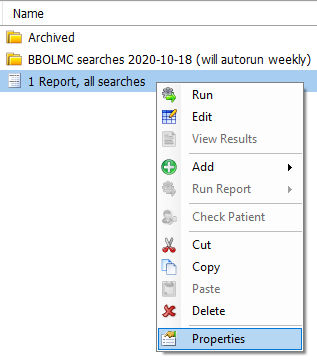 Name
Archived
BBOLMC searches 2020-10-18 (will autorun weekly)
1 Report, all searches
Run
Edit
View Results
Add
Run Report
Check Patient
Cut
Copy
Paste
Delete
Properties